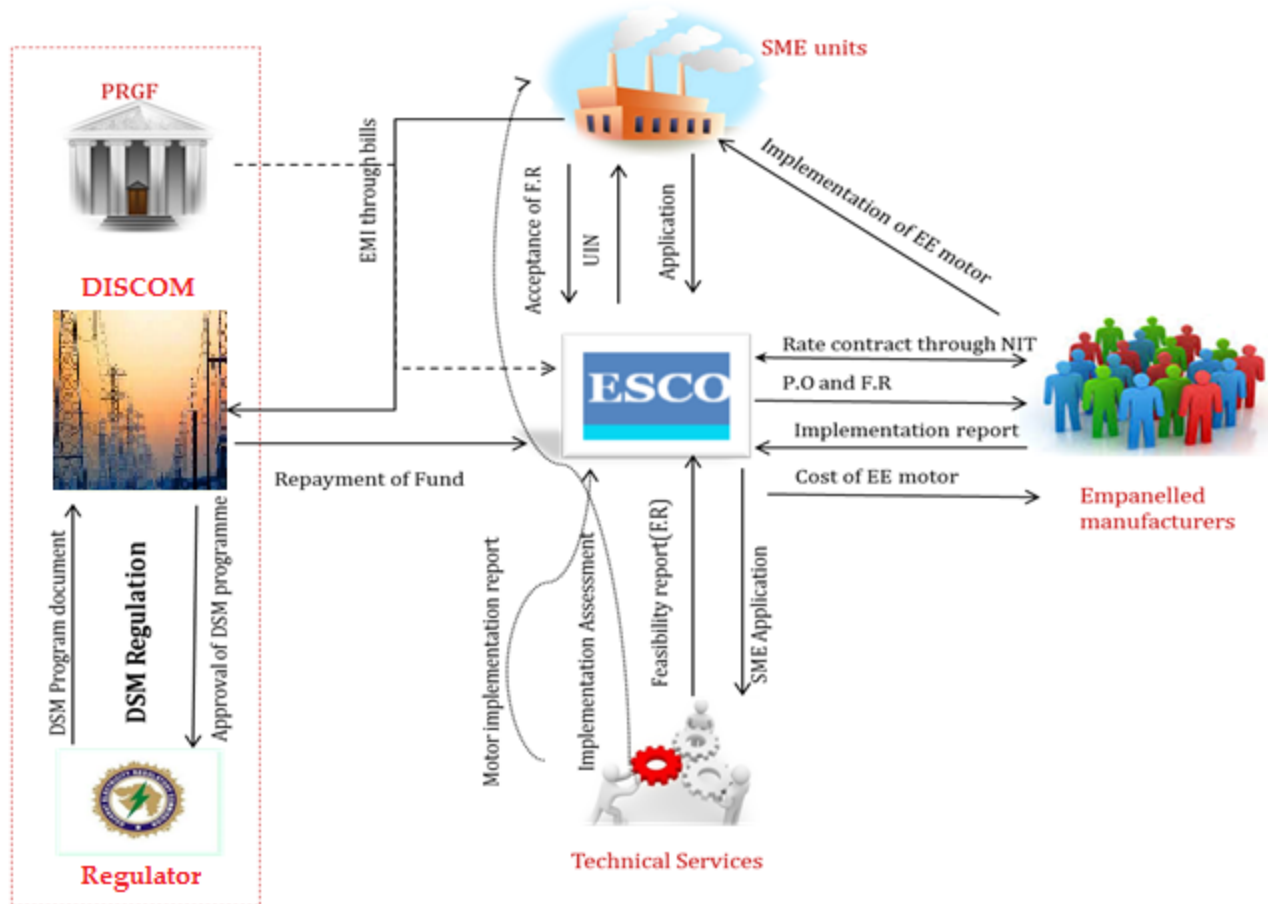 SME units
PRGF
EMI through bills
Implementation of EE motor
Acceptance of F.R
UIN
Application
DISCOM
Rate contract through NIT
ESCO
P.O and F.R
Implementation report
Repayment of Fund
Cost of EE motor
Empanelled
manufacturers
DSM Program document
DSM Regulation
Approval of DSM programme
Motor implementation report
Implementation Assessment
Feasibility report(F.R)
SME Application
Technical Services
Regulator